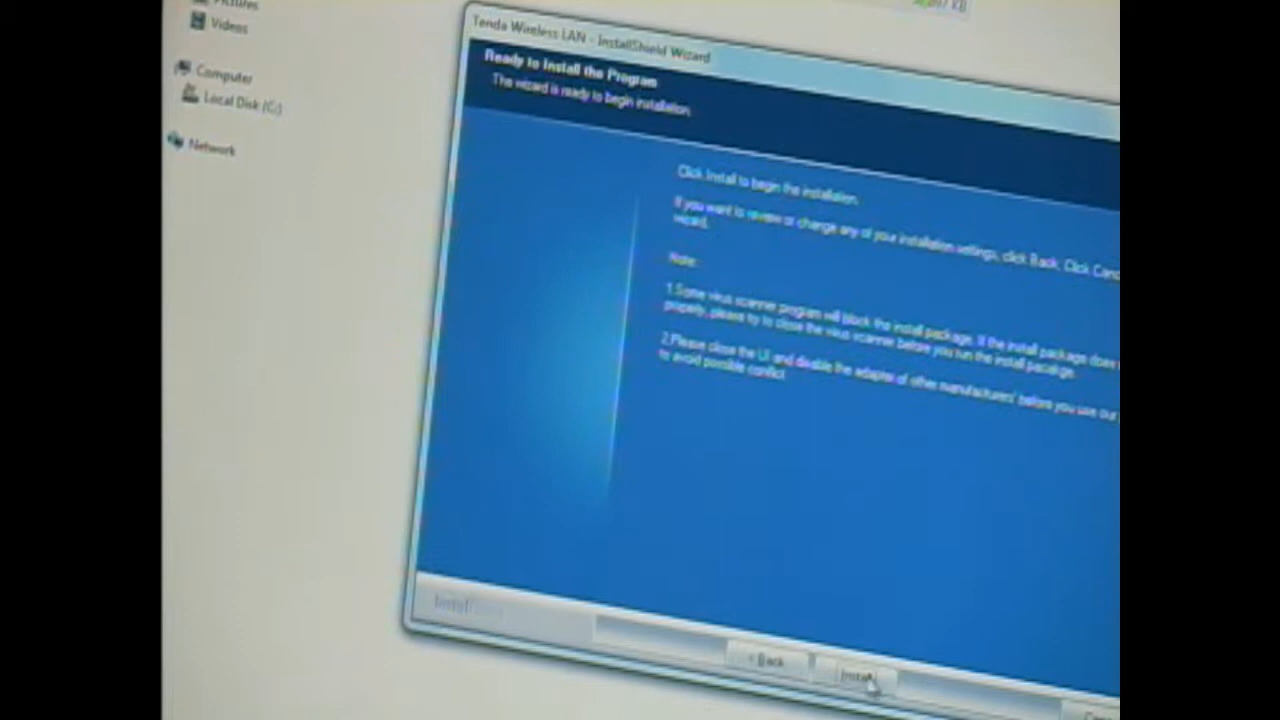 Pictures
Videos
Computer
Local Disk (C:)
Network
Tenda Wireless LAN - InstallShield Wizard
Ready to Install the Program
The wizard is ready to begin installation.
Click Install to begin the installation.
If you want to review or change any of your installation settings, click Back. Click Canc
wizard.
Note:
1.Some virus scanner program will block the install package. If the install package does
properly, please try to close the virus scanner before you run the install package.
2.Please close the UI and disable the adapter of other manufacturers' before you use our
to avoid possible conflict.
Install
< Back
Install